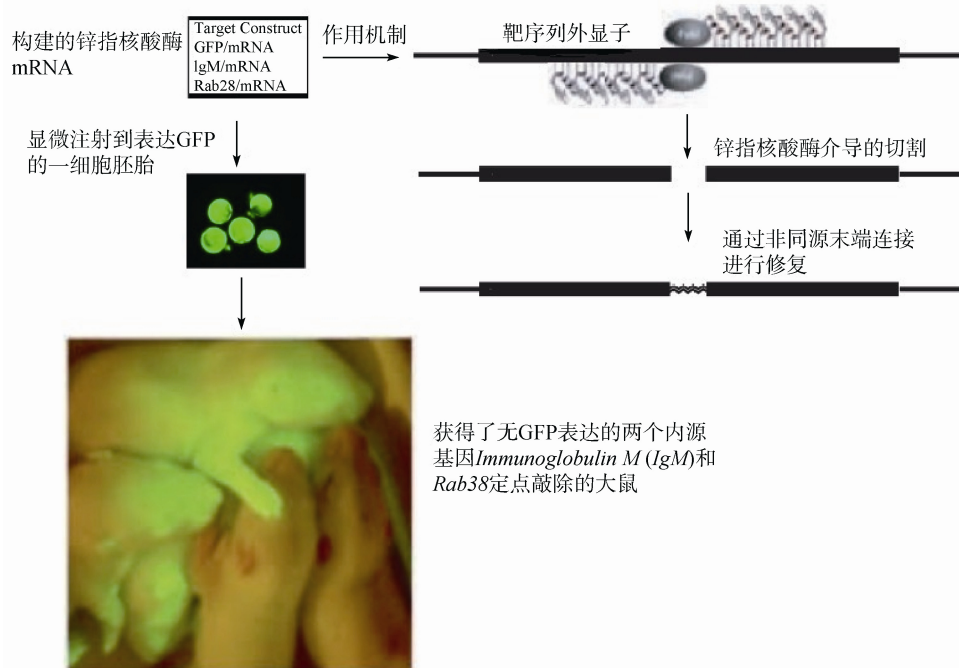 构建的锌指核酸酶
mRNA
Target Construct
GFP/mRNA
lgM/mRNA
Rab28/mRNA
作用机制
靶序列外显子
显微注射到表达GFP
的一细胞胚胎
锌指核酸酶介导的切割
通过非同源末端连接
进行修复
获得了无GFP表达的两个内源
基因Immunoglobulin M (IgM)和
Rab38定点敲除的大鼠